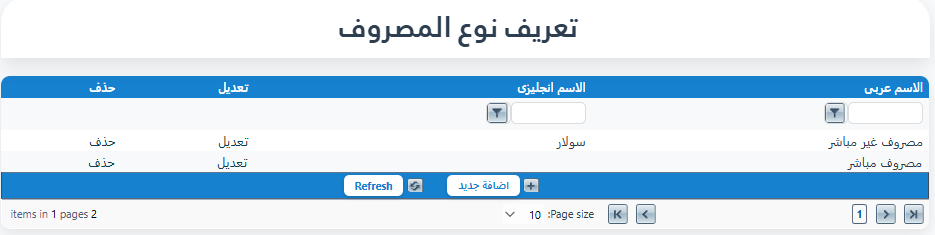 تعريف نوع المصروف
الاسم عربى الاسم انجليزى تعديل حذف
مصروف غير مباشر سولار تعديل حذف
مصروف مباشر تعديل حذف
اضافة جديد Refresh
1 Page size: 10 items in 1 pages 2